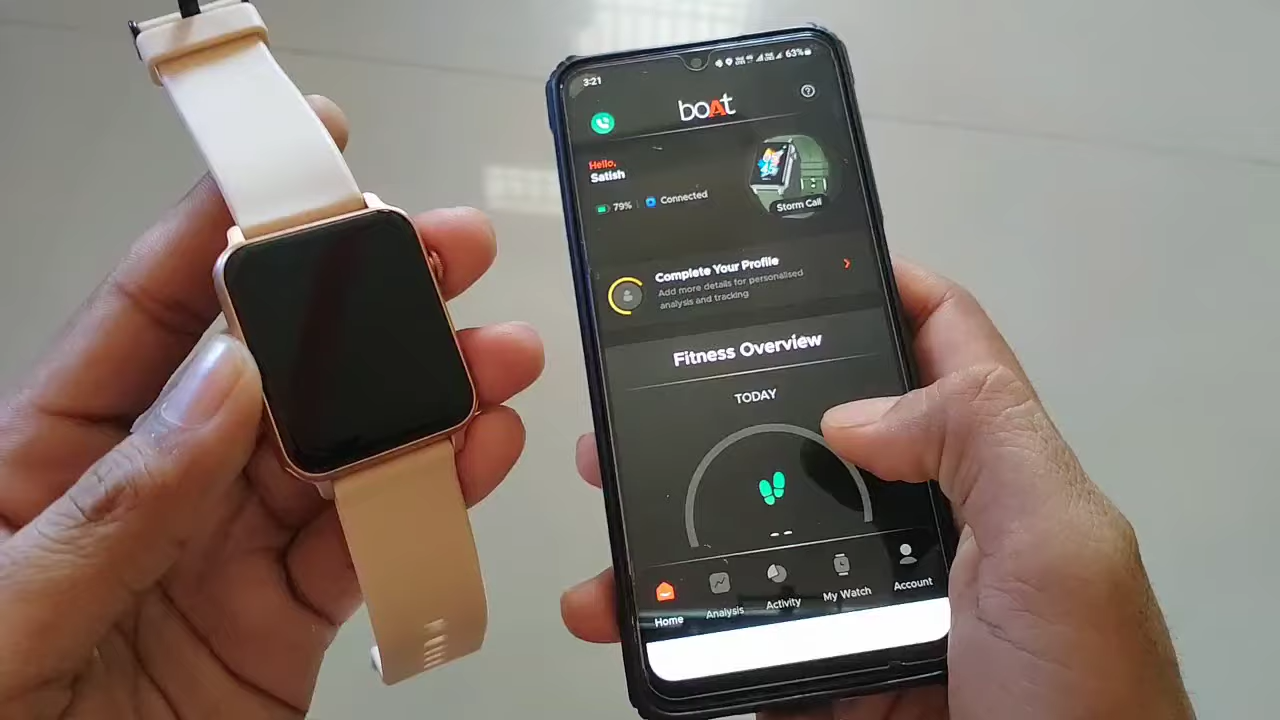 3:21
63%
boAt
Hello,
Satish
79% Connected
Storm Call
Complete Your Profile
Add more details for personalised
analysis and tracking
Fitness Overview
TODAY
Home Analysis Activity My Watch Account